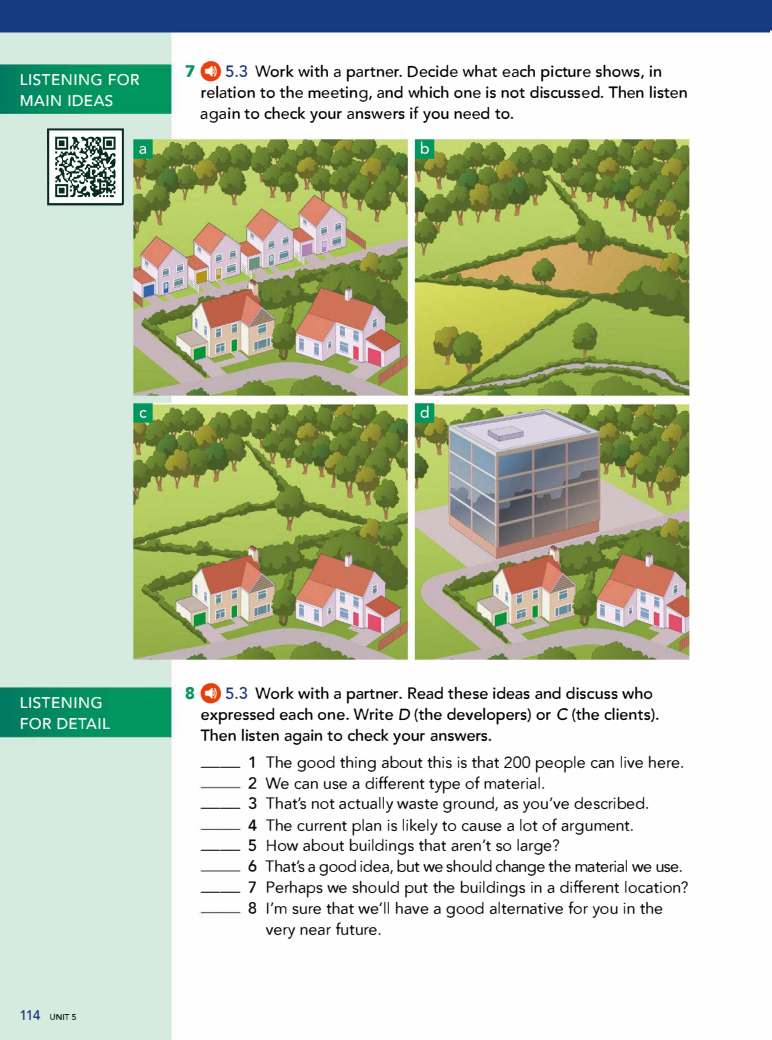 LISTENING FOR
MAIN IDEAS
7 5.3 Work with a partner. Decide what each picture shows, in
relation to the meeting, and which one is not discussed. Then listen
again to check your answers if you need to.
a
b
c
d
LISTENING
FOR DETAIL
8 5.3 Work with a partner. Read these ideas and discuss who
expressed each one. Write D (the developers) or C (the clients).
Then listen again to check your answers.
_____ 1 The good thing about this is that 200 people can live here.
_____ 2 We can use a different type of material.
_____ 3 That's not actually waste ground, as you've described.
_____ 4 The current plan is likely to cause a lot of argument.
_____ 5 How about buildings that aren't so large?
_____ 6 That's a good idea, but we should change the material we use.
_____ 7 Perhaps we should put the buildings in a different location?
_____ 8 I'm sure that we'll have a good alternative for you in the
very near future.
114 UNIT 5